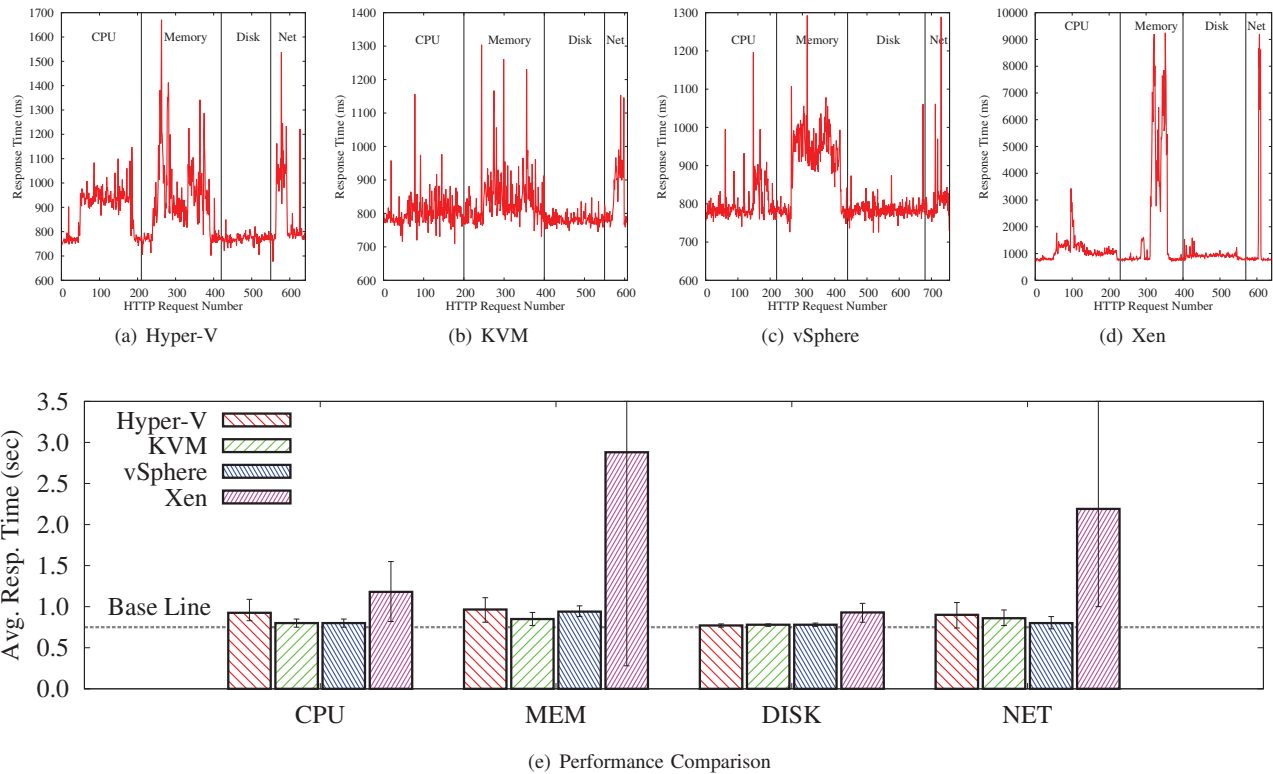 1700
1600
1500
1400
1300
1200
1100
1000
900
800
700
600
Response Time (ms)
CPU
Memory
Disk
Net
0 100 200 300 400 500 600
HTTP Request Number
(a) Hyper-V
1400
1300
1200
1100
1000
900
800
700
600
Response Time (ms)
CPU
Memory
Disk
Net
0 100 200 300 400 500 600
HTTP Request Number
(b) KVM
1300
1200
1100
1000
900
800
700
600
Response Time (ms)
CPU
Memory
Disk
Net
0 100 200 300 400 500 600 700
HTTP Request Number
(c) vSphere
10000
9000
8000
7000
6000
5000
4000
3000
2000
1000
0
Response Time (ms)
CPU
Memory
Disk
Net
0 100 200 300 400 500 600
HTTP Request Number
(d) Xen
3.5
3.0
2.5
2.0
1.5
1.0
0.5
0.0
Avg. Resp. Time (sec)
Hyper-V
KVM
vSphere
Xen
Base Line
CPU MEM DISK NET
(e) Performance Comparison